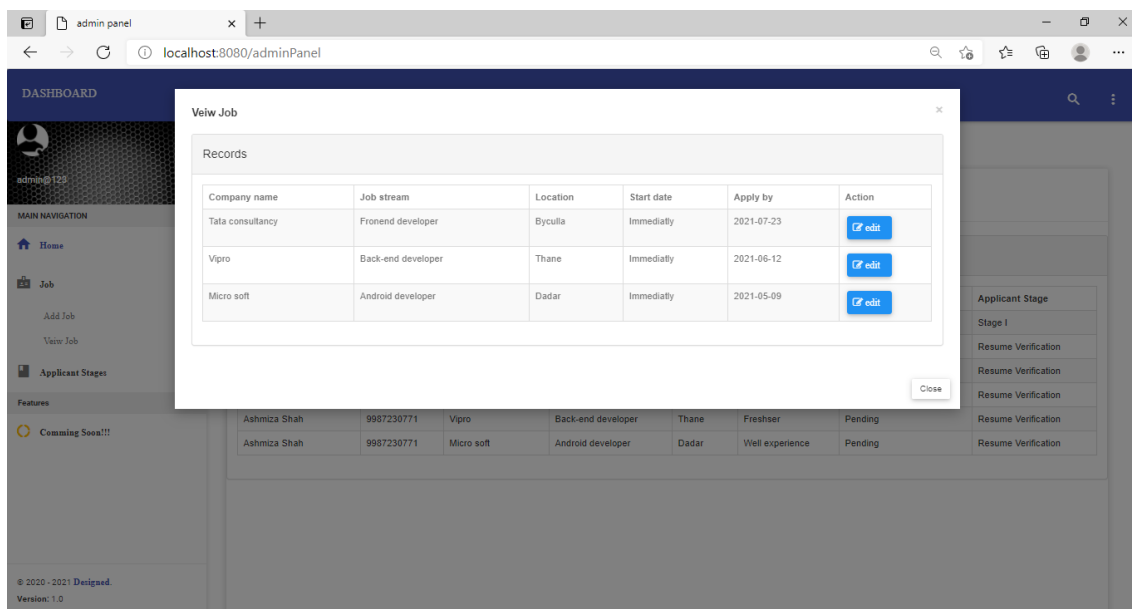 admin panel
localhost:8080/adminPanel
DASHBOARD
admin@123
MAIN NAVIGATION
Home
Job
Add Job
Veiw Job
Applicant Stages
Features
Comming Soon!!!
© 2020 - 2021 Designed.
Version: 1.0
Veiw Job
×
Records
Company name Job stream Location Start date Apply by Action
Tata consultancy Fronend developer Byculla Immediatly 2021-07-23 edit
Vipro Back-end developer Thane Immediatly 2021-06-12 edit
Micro soft Android developer Dadar Immediatly 2021-05-09 edit
Close
Applicant Stage
Stage I
Resume Verification
Resume Verification
Resume Verification
Ashmiza Shah 9987230771 Vipro Back-end developer Thane Freshser Pending Resume Verification
Ashmiza Shah 9987230771 Micro soft Android developer Dadar Well experience Pending Resume Verification